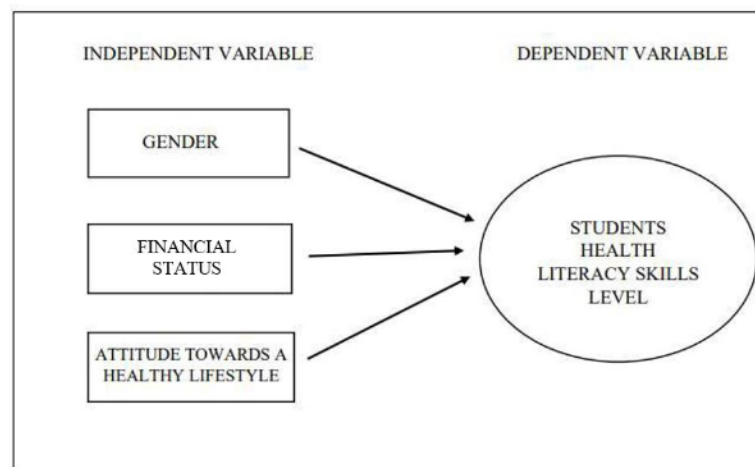 INDEPENDENT VARIABLE
DEPENDENT VARIABLE
GENDER
FINANCIAL
STATUS
ATTITUDE TOWARDS A
HEALTHY LIFESTYLE
STUDENTS
HEALTH
LITERACY SKILLS
LEVEL